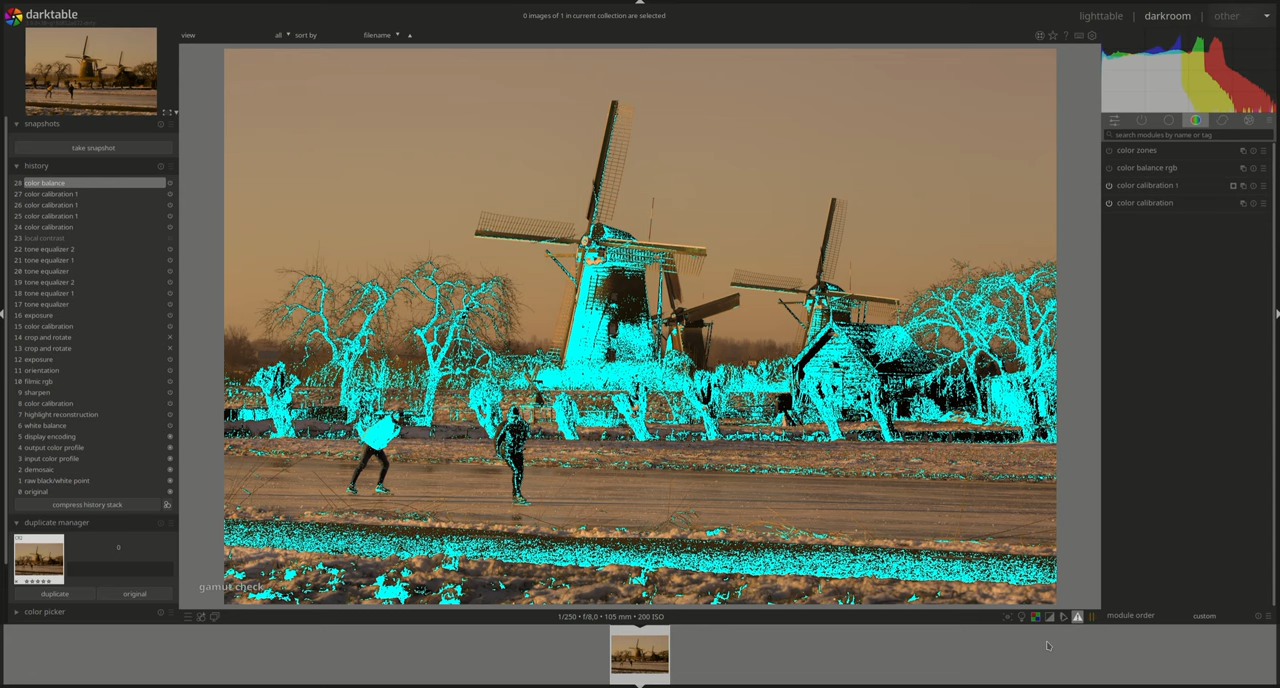 darktable
0 images of 1 in current collection are selected
lighttable | darkroom | other
view all sort by filename
snapshots
take snapshot
history
28 color balance
27 color calibration 1
26 color calibration 1
25 color calibration 1
24 color calibration
23 local contrast
22 tone equalizer 2
21 tone equalizer 1
20 tone equalizer
19 tone equalizer 2
18 tone equalizer 1
17 tone equalizer
16 exposure
15 color calibration
14 crop and rotate
13 crop and rotate
12 exposure
11 orientation
10 filmic rgb
9 sharpen
8 color calibration
7 highlight reconstruction
6 white balance
5 display encoding
4 output color profile
3 input color profile
2 demosaic
1 raw black/white point
0 original
compress history stack
duplicate manager
CR2
0
duplicate original
color picker
gamut check
1/250 • f/8,0 • 105 mm • 200 ISO
search modules by name or tag
color zones
color balance rgb
color calibration 1
color calibration
module order custom